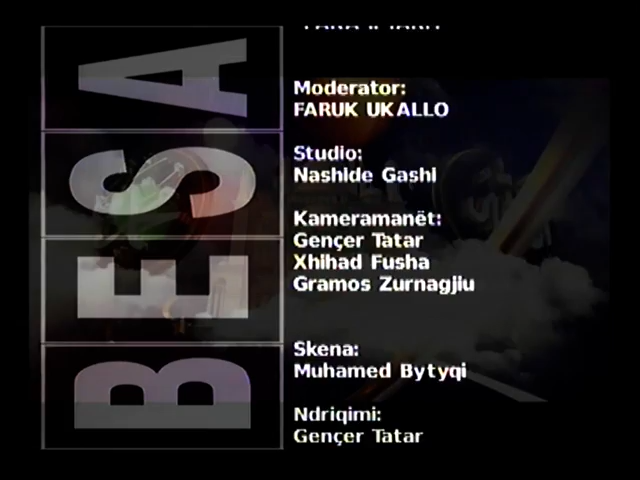 BESA
Moderator:
FARUK UKALLO
Studio:
Nashide Gashi
Kameramanët:
Gençer Tatar
Xhihad Fusha
Gramos Zurnagjiu
Skena:
Muhamed Bytyqi
Ndriqimi:
Gençer Tatar